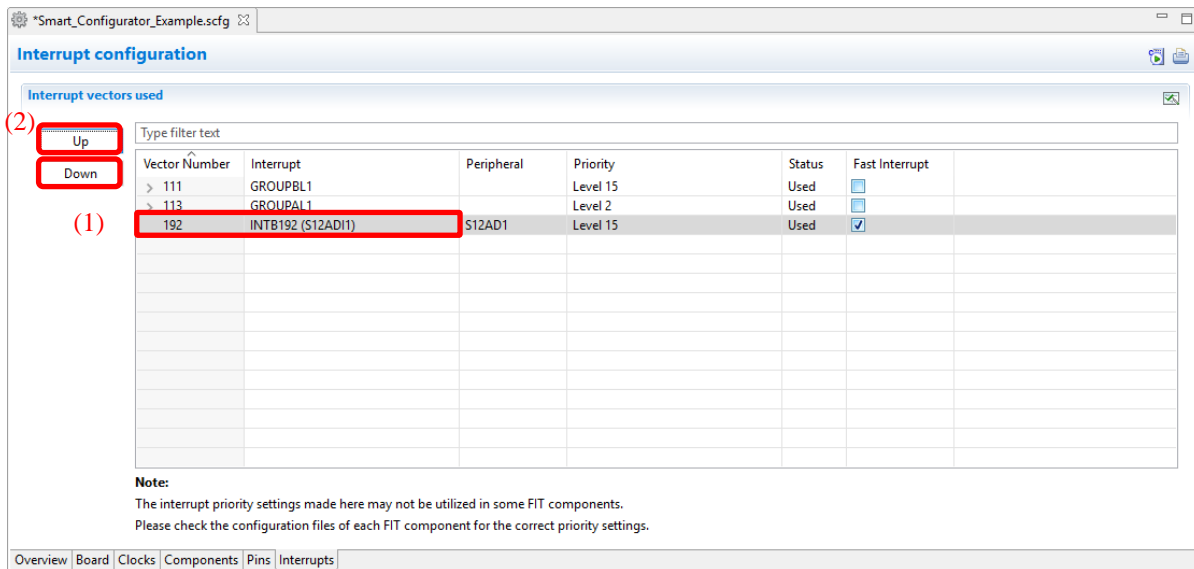 *Smart_Configurator_Example.scfg
Interrupt configuration
Interrupt vectors used
(2)
Up
Type filter text
Down
Vector Number Interrupt Peripheral Priority Status Fast Interrupt
111 GROUPBL1 Level 15 Used
113 GROUPAL1 Level 2 Used
(1)
192 INTB192 (S12ADI1) S12AD1 Level 15 Used
Note:
The interrupt priority settings made here may not be utilized in some FIT components.
Please check the configuration files of each FIT component for the correct priority settings.
Overview Board Clocks Components Pins Interrupts